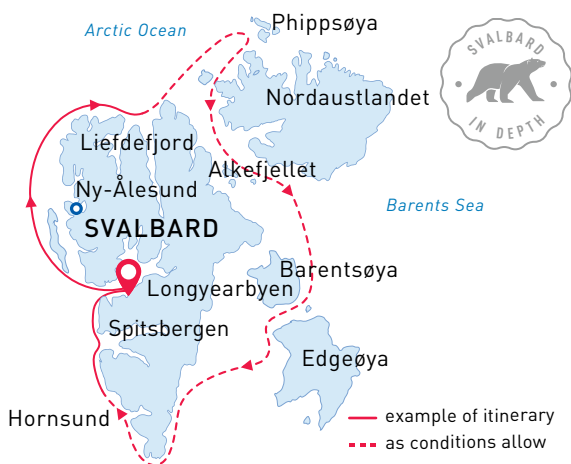 Arctic Ocean
Phippsøya
SVALBARD
IN DEPTH
Nordaustlandet
Liefdefjord
Alkefjellet
Ny-Ålesund
Barents Sea
SVALBARD
Barentsøya
Longyearbyen
Spitsbergen
Edgeøya
Hornsund
example of itinerary
as conditions allow